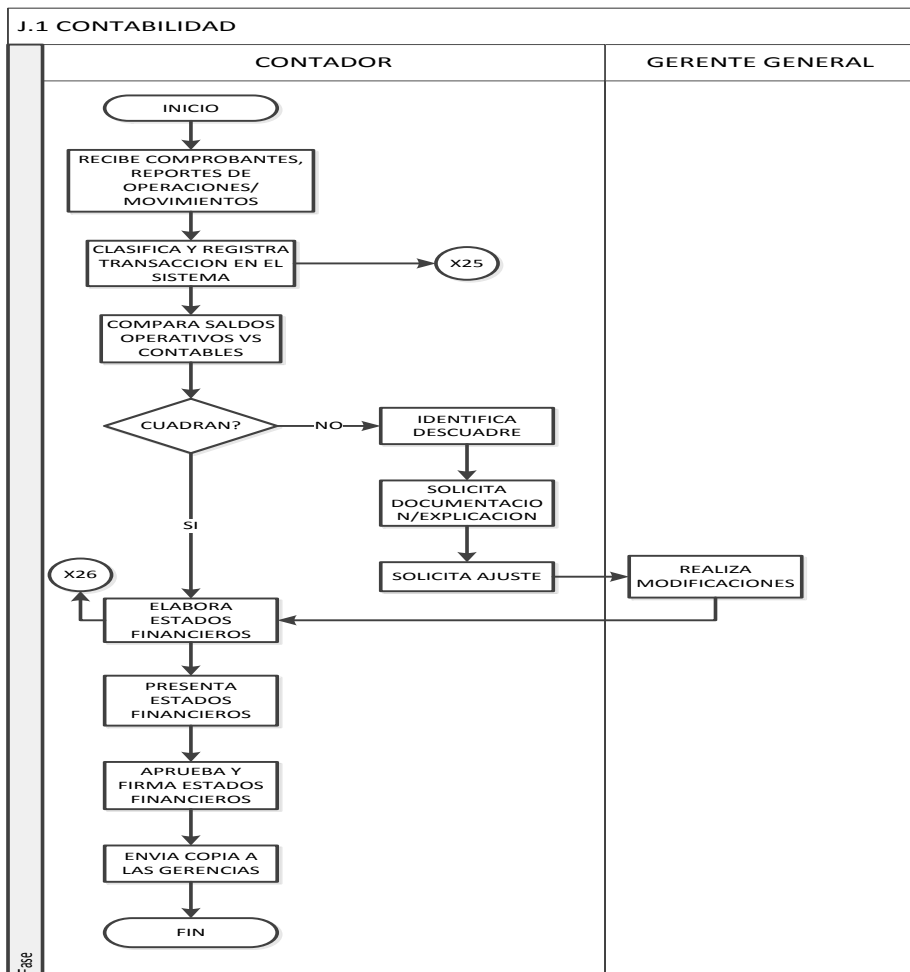 J.1 CONTABILIDAD
CONTADOR
GERENTE GENERAL
INICIO
RECIBE COMPROBANTES,
REPORTES DE
OPERACIONES/
MOVIMIENTOS
CLASIFICA Y REGISTRA
TRANSACCION EN EL
SISTEMA
X25
COMPARA SALDOS
OPERATIVOS VS
CONTABLES
CUADRAN?
NO
IDENTIFICA
DESCUADRE
SOLICITA
DOCUMENTACIO
N/EXPLICACION
SI
SOLICITA AJUSTE
REALIZA
MODIFICACIONES
X26
ELABORA
ESTADOS
FINANCIEROS
PRESENTA
ESTADOS
FINANCIEROS
APRUEBA Y
FIRMA ESTADOS
FINANCIEROS
ENVIA COPIA A
LAS GERENCIAS
FIN
Fase